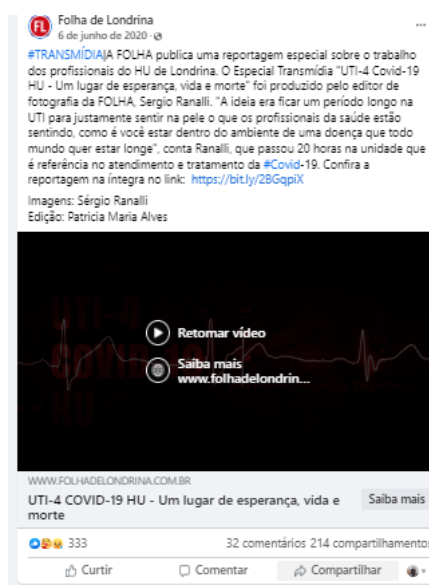 FL
Folha de Londrina
6 de junho de 2020 ·
#TRANSMÍDIA|A FOLHA publica uma reportagem especial sobre o trabalho
dos profissionais do HU de Londrina. O Especial Transmídia "UTI-4 Covid-19
HU - Um lugar de esperança, vida e morte" foi produzido pelo editor de
fotografia da FOLHA, Sergio Ranalli. "A ideia era ficar um período longo na
UTI para justamente sentir na pele o que os profissionais da saúde estão
sentindo, como é você estar dentro do ambiente de uma doença que todo
mundo quer estar longe", conta Ranalli, que passou 20 horas na unidade que
é referência no atendimento e tratamento da #Covid-19. Confira a
reportagem na íntegra no link: https://bit.ly/2BGqpiX
Imagens: Sérgio Ranalli
Edição: Patricia Maria Alves
UTI-4
COVID-19
HU
Retomar vídeo
Saiba mais
www.folhadelondrin...
WWW.FOLHADELONDRINA.COM.BR
UTI-4 COVID-19 HU - Um lugar de esperança, vida e
morte
Saiba mais
333
32 comentários 214 compartilhamentos
Curtir
Comentar
Compartilhar